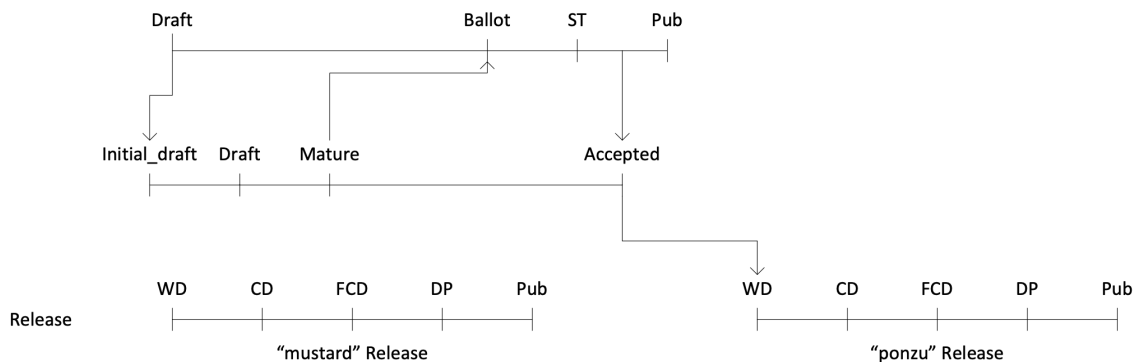 Draft Ballot ST Pub
Initial_draft Draft Mature Accepted
WD CD FCD DP Pub WD CD FCD DP Pub
Release
“mustard” Release “ponzu” Release